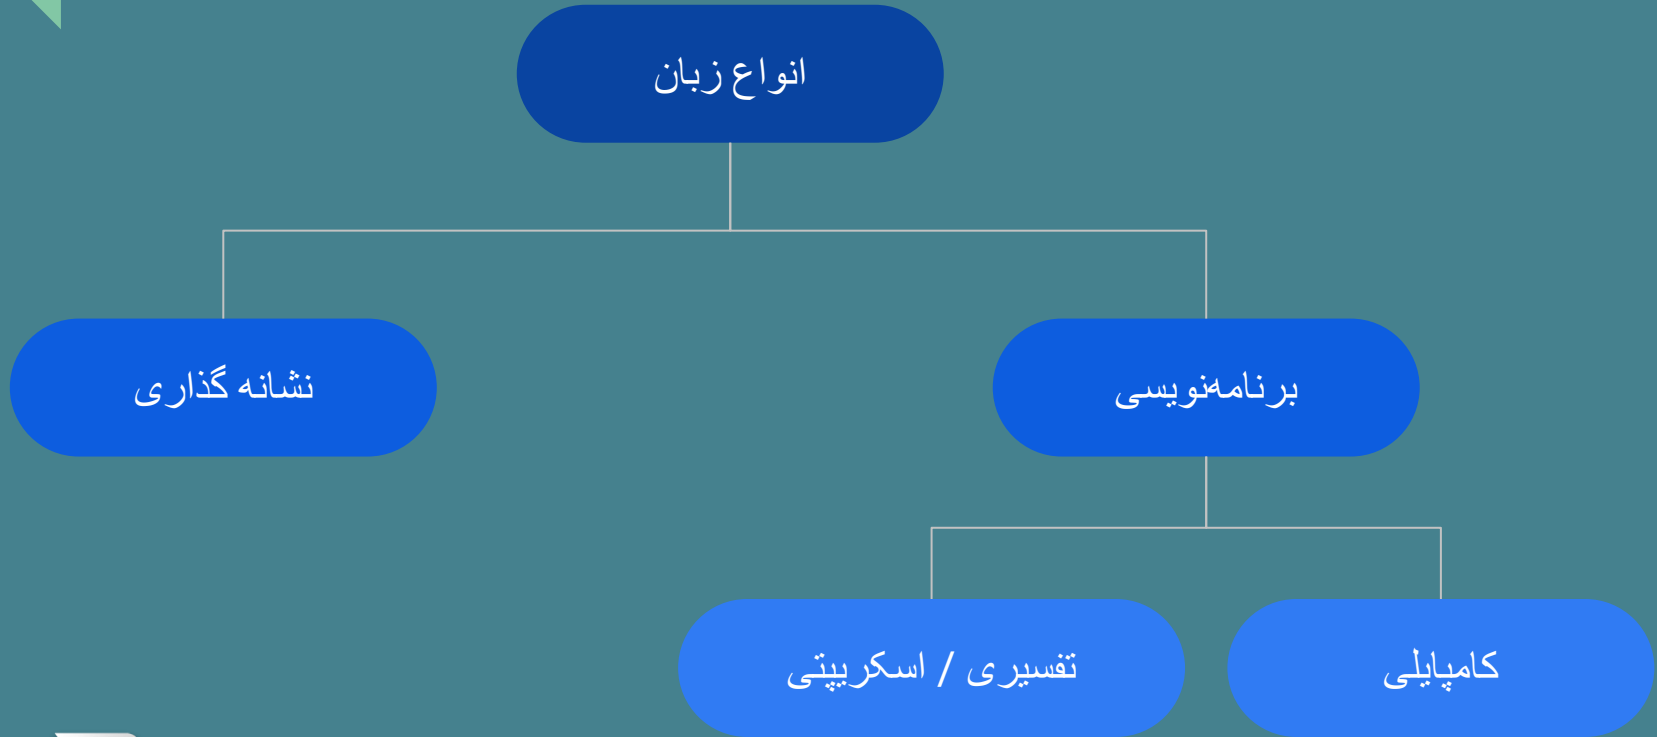 انواع زبان
برنامه‌نویسی
نشانه گذاری
کامپایلی
تفسیری / اسکریپتی